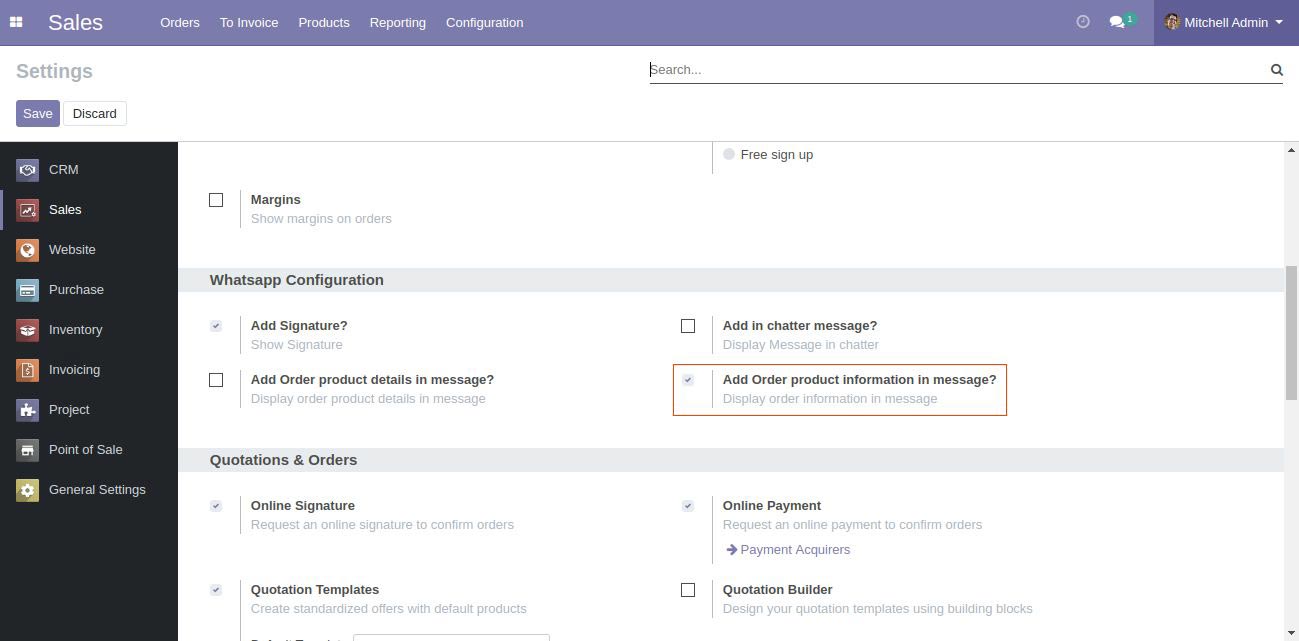 Sales Orders To Invoice Products Reporting Configuration 1 Mitchell Admin
Settings
Search...
Save Discard
CRM
Sales
Website
Purchase
Inventory
Invoicing
Project
Point of Sale
General Settings
Free sign up
Margins
Show margins on orders
Whatsapp Configuration
Add Signature?
Show Signature
Add in chatter message?
Display Message in chatter
Add Order product details in message?
Display order product details in message
Add Order product information in message?
Display order information in message
Quotations & Orders
Online Signature
Request an online signature to confirm orders
Online Payment
Request an online payment to confirm orders
Payment Acquirers
Quotation Templates
Create standardized offers with default products
Quotation Builder
Design your quotation templates using building blocks